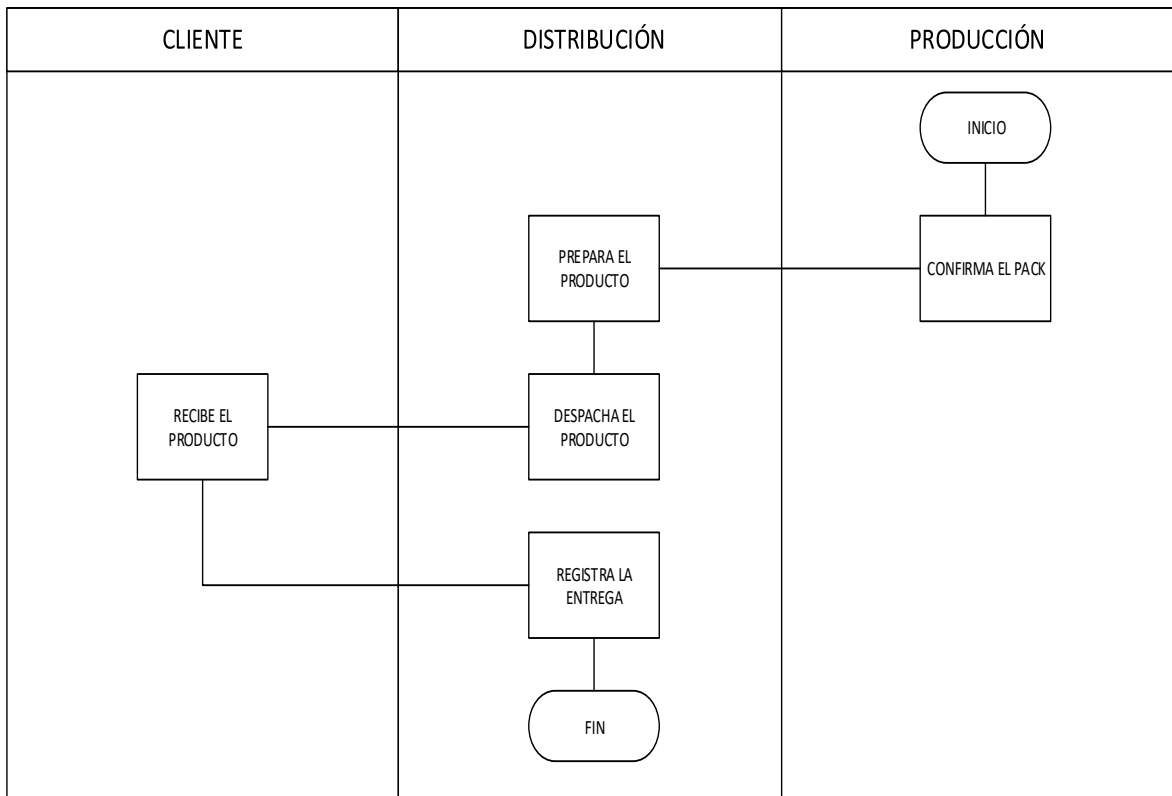 CLIENTE
DISTRIBUCIÓN
PRODUCCIÓN
INICIO
PREPARA EL
PRODUCTO
CONFIRMA EL PACK
RECIBE EL
PRODUCTO
DESPACHA EL
PRODUCTO
REGISTRA LA
ENTREGA
FIN